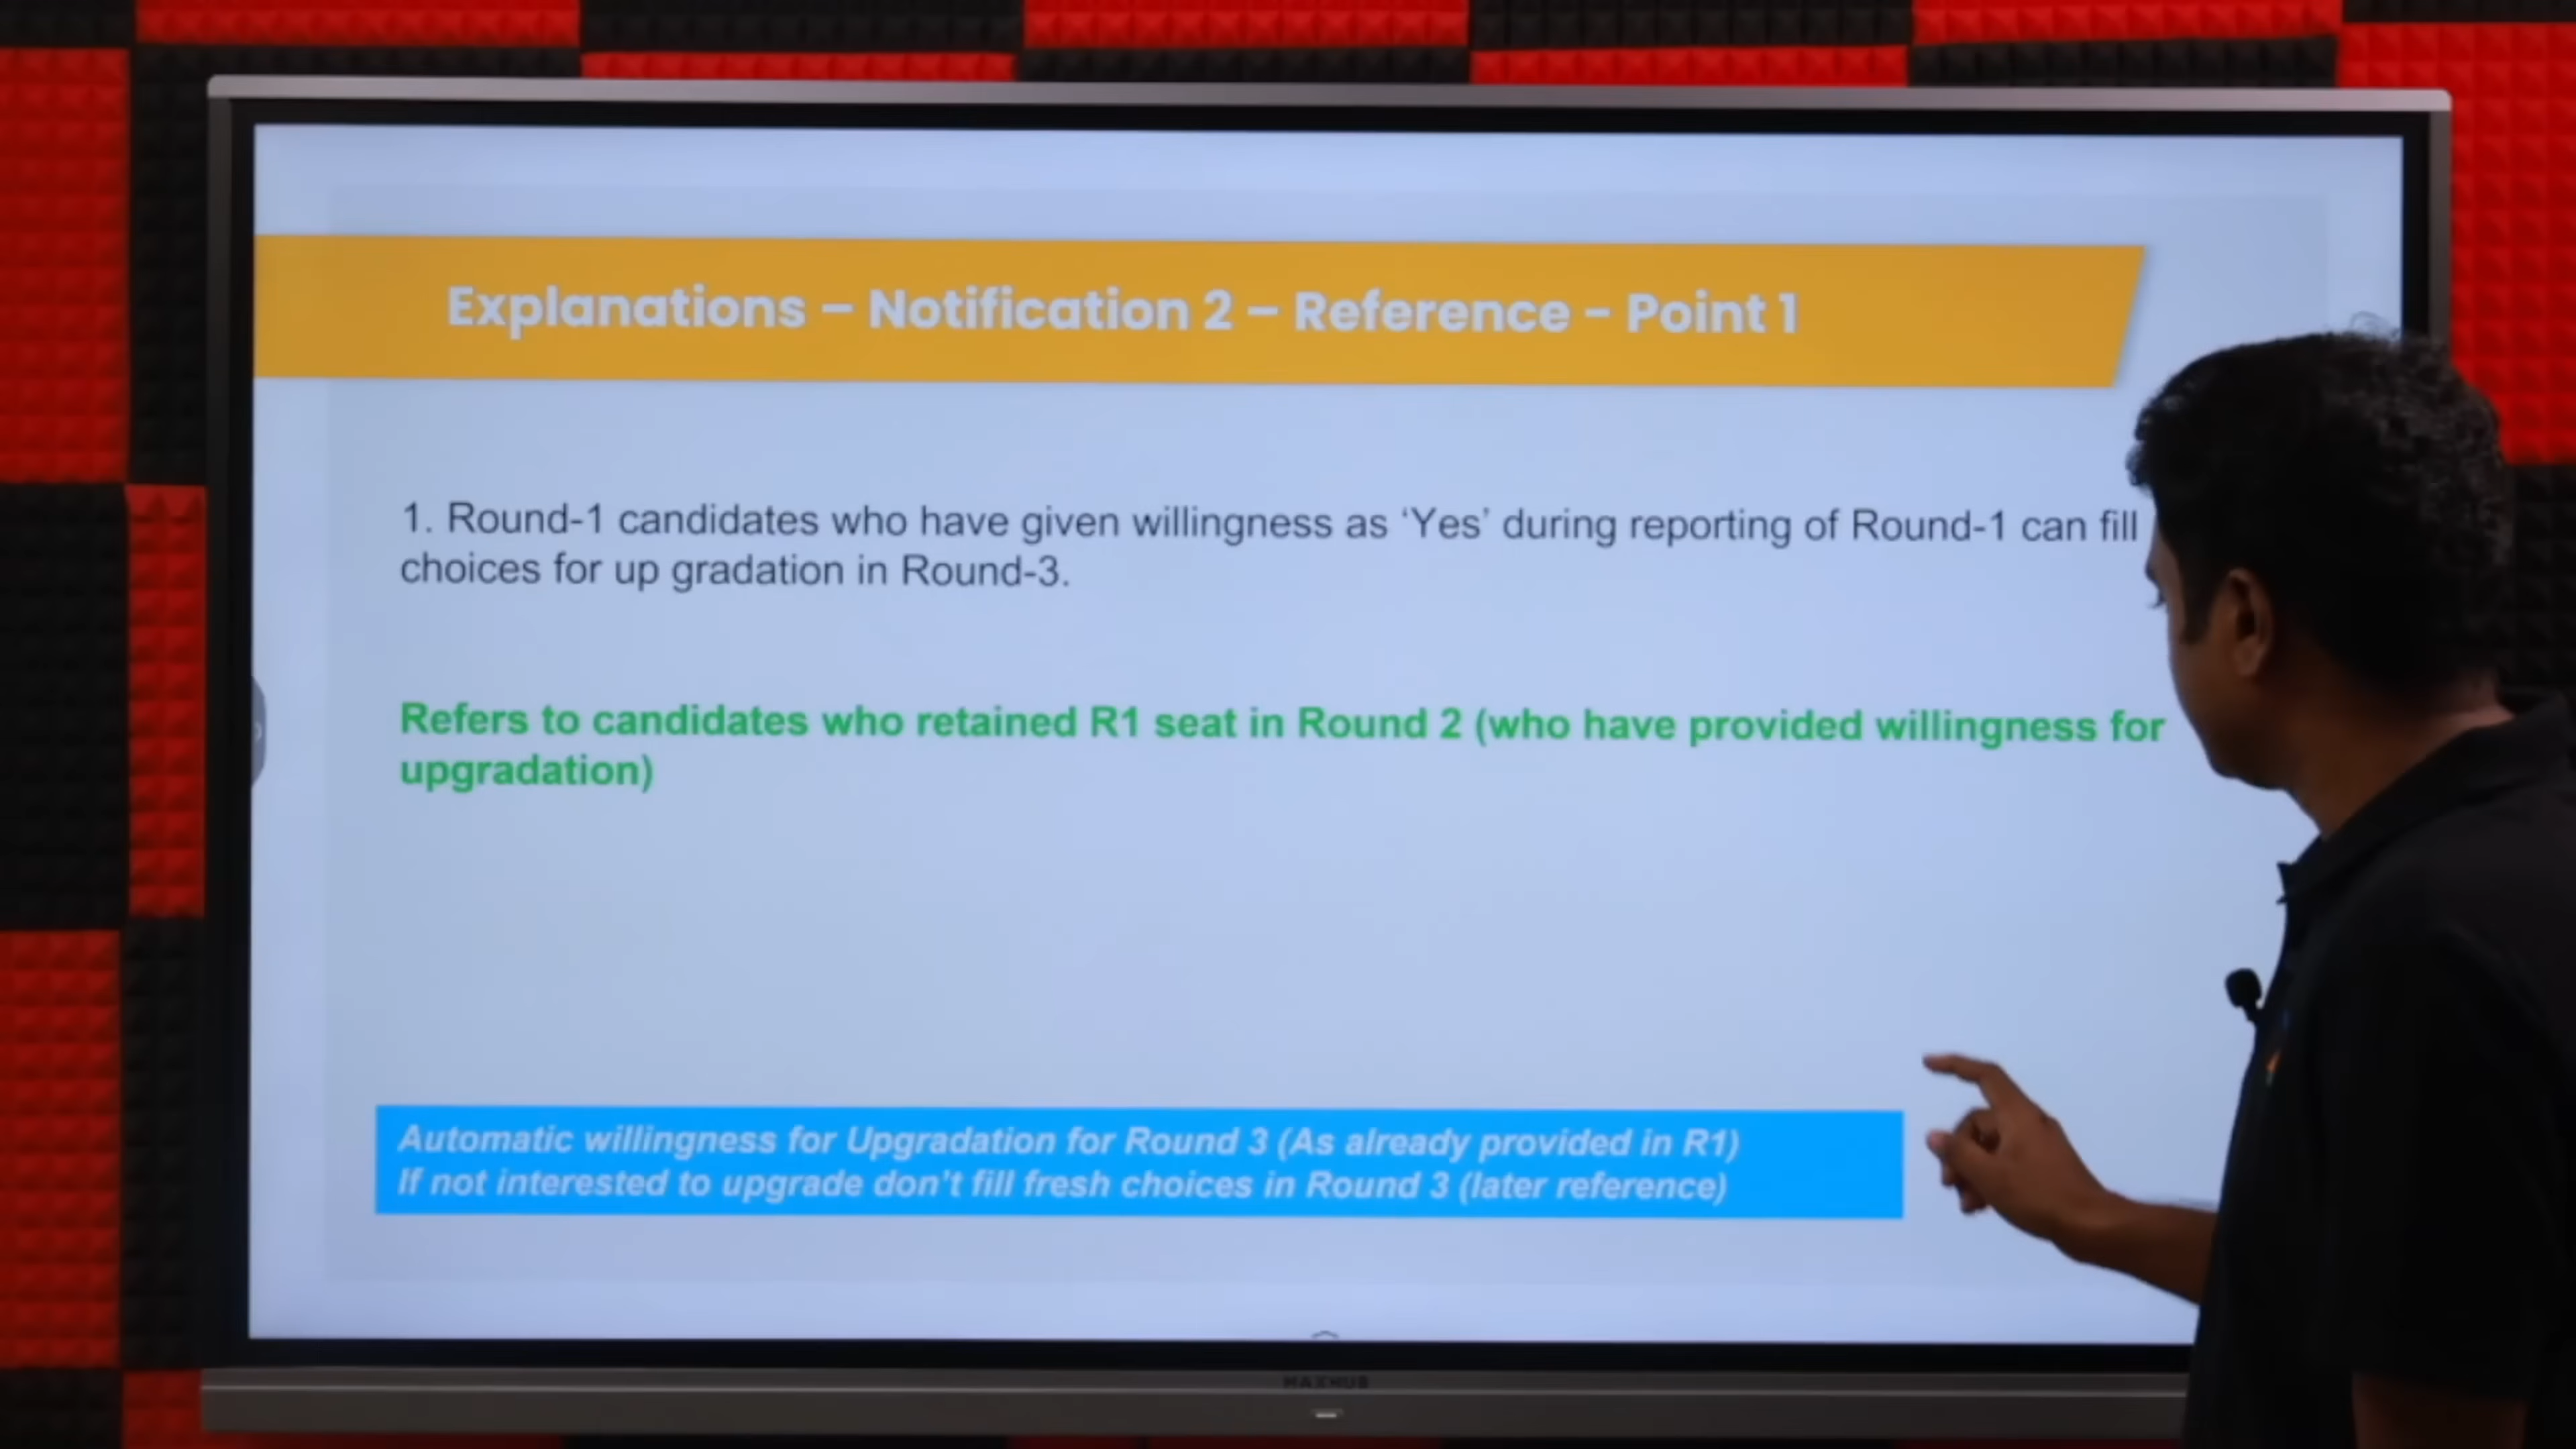 Explanations – Notification 2 – Reference - Point 1
1. Round-1 candidates who have given willingness as ‘Yes’ during reporting of Round-1 can fill
choices for up gradation in Round-3.
Refers to candidates who retained R1 seat in Round 2 (who have provided willingness for
upgradation)
Automatic willingness for Upgradation for Round 3 (As already provided in R1)
If not interested to upgrade don’t fill fresh choices in Round 3 (later reference)
MAXHUB